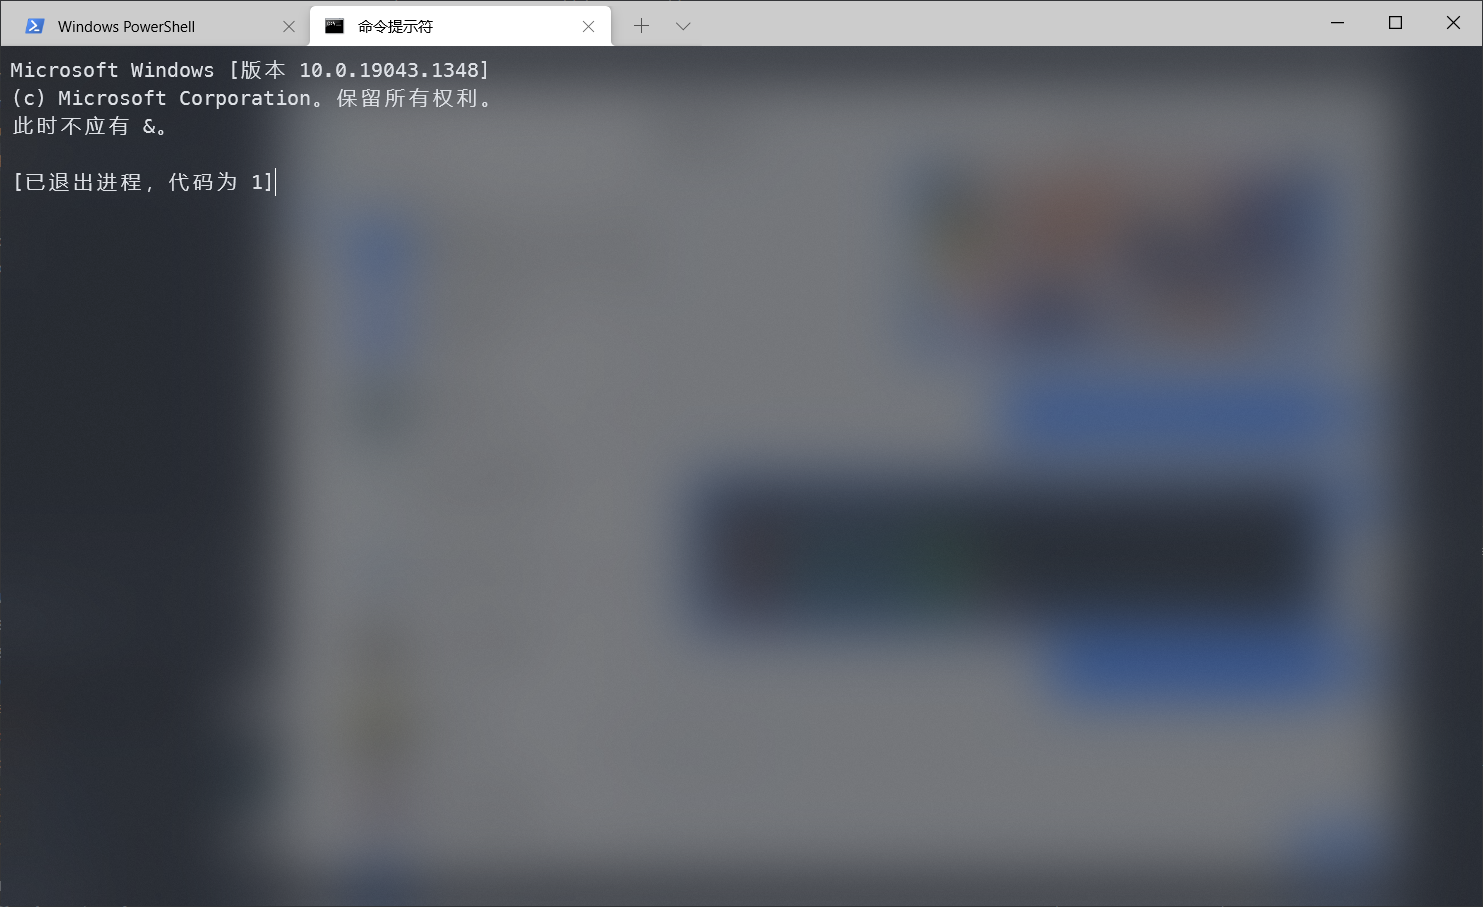 Windows PowerShell
命令提示符
Microsoft Windows [版本 10.0.19043.1348]
(c) Microsoft Corporation。保留所有权利。
此时不应有 &。
[已退出进程，代码为 1]